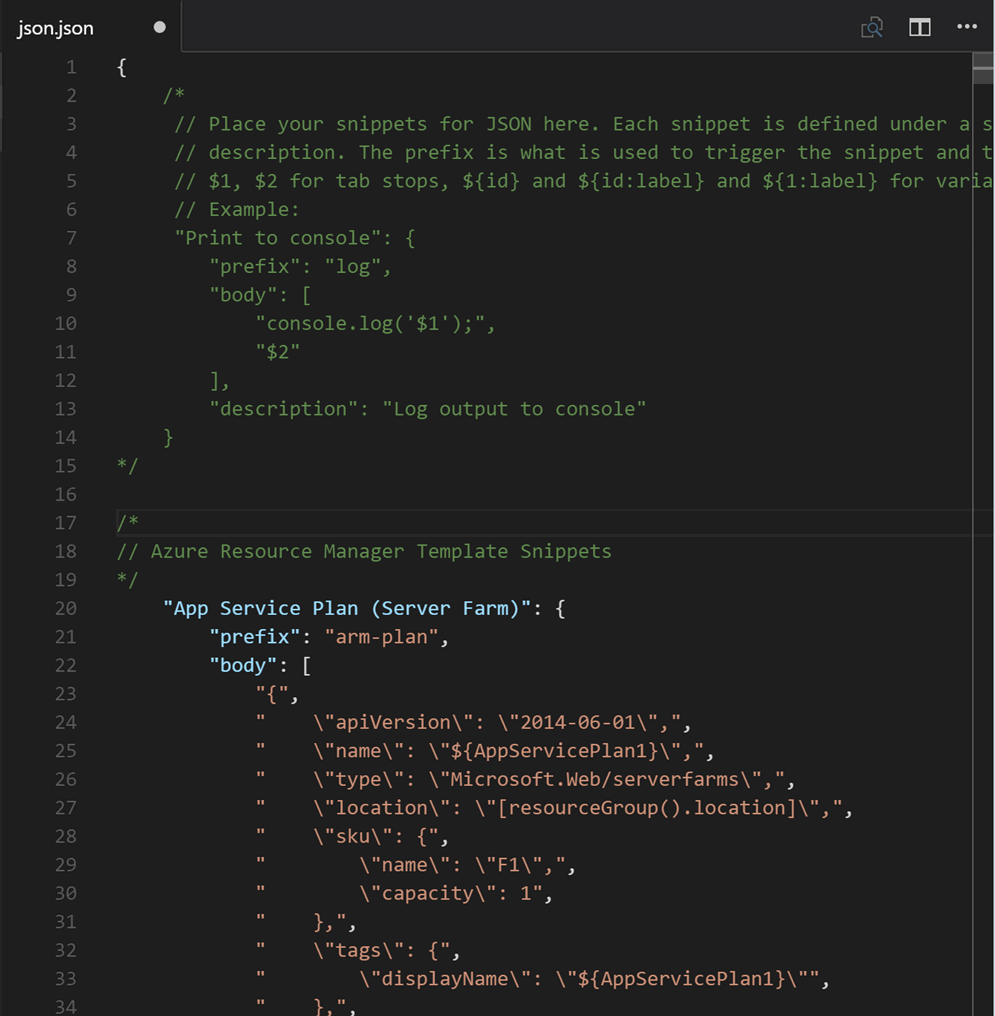 json.json
1 {
2 /*
3 // Place your snippets for JSON here. Each snippet is defined under a s
4 // description. The prefix is what is used to trigger the snippet and t
5 // $1, $2 for tab stops, ${id} and ${id:label} and ${1:label} for varia
6 // Example:
7 "Print to console": {
8 "prefix": "log",
9 "body": [
10 "console.log('$1');",
11 "$2"
12 ],
13 "description": "Log output to console"
14 }
15 */
16
17 /*
18 // Azure Resource Manager Template Snippets
19 */
20 "App Service Plan (Server Farm)": {
21 "prefix": "arm-plan",
22 "body": [
23 "{",
24 "    \"apiVersion\": \"2014-06-01\",",
25 "    \"name\": \"${AppServicePlan1}\",",
26 "    \"type\": \"Microsoft.Web/serverfarms\",",
27 "    \"location\": \"[resourceGroup().location]\",",
28 "    \"sku\": {",
29 "        \"name\": \"F1\",",
30 "        \"capacity\": 1",
31 "    },",
32 "    \"tags\": {",
33 "        \"displayName\": \"${AppServicePlan1}\"",
34 "    },",